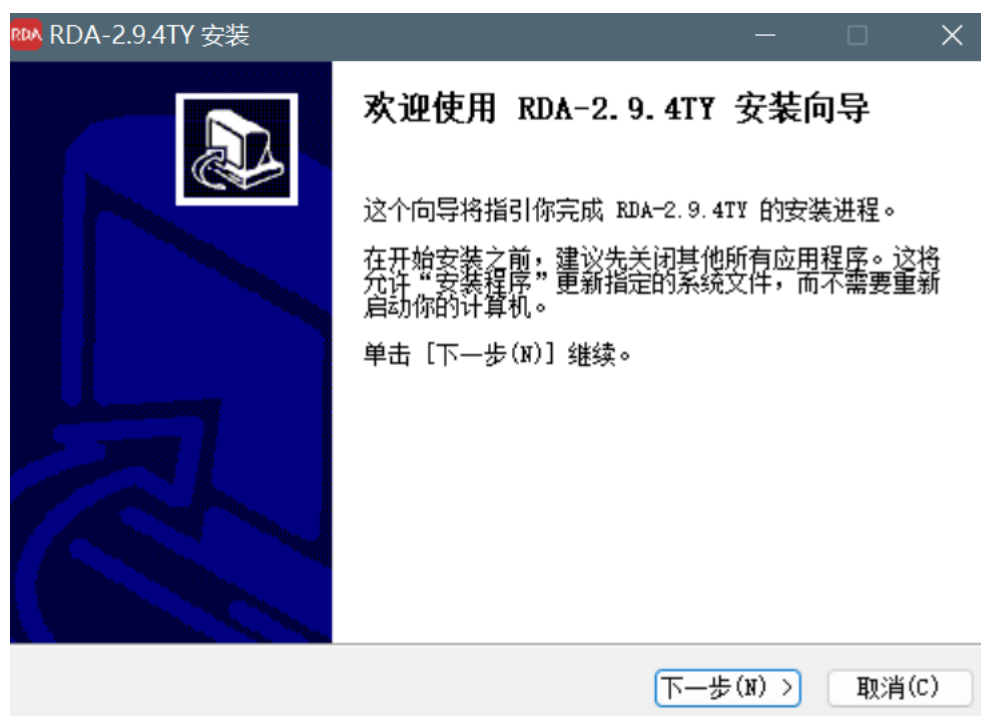 RDA RDA-2.9.4TY 安装
欢迎使用 RDA-2.9.4TY 安装向导
这个向导将指引你完成 RDA-2.9.4TY 的安装进程。
在开始安装之前，建议先关闭其他所有应用程序。这将
允许“安装程序”更新指定的系统文件，而不需要重新
启动你的计算机。
单击 [下一步(N)] 继续。
下一步(N) > 取消(C)